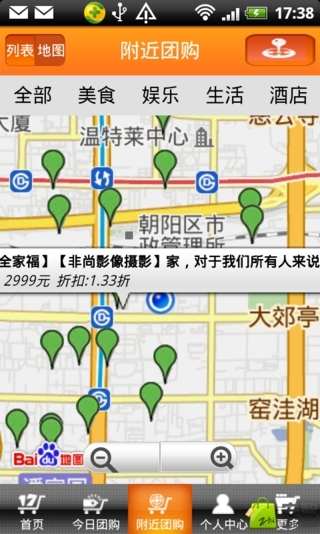 17:38
列表 地图
附近团购
全部 美食 娱乐 生活 酒店
大厦
温特莱中心
朝阳区市
政管理所
全家福】【非尚影像摄影】家，对于我们所有人来说
2999元 折扣:1.33折
大郊亭
窑洼湖
Bai du 地图
首页 今日团购 附近团购 个人中心 更多